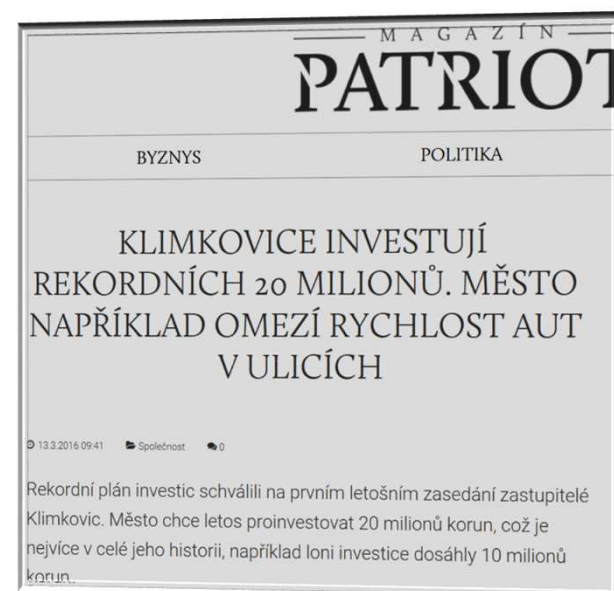 MAGAZÍN
PATRIOT
BYZNYS POLITIKA
KLIMKOVICE INVESTUJÍ
REKORDNÍCH 20 MILIONŮ. MĚSTO
NAPŘÍKLAD OMEZÍ RYCHLOST AUT
V ULICÍCH
13.3.2016 09:41 Společnost 0
Rekordní plán investic schválili na prvním letošním zasedání zastupitelé
Klimkovic. Město chce letos proinvestovat 20 milionů korun, což je
nejvíce v celé jeho historii, například loni investice dosáhly 10 milionů
korun.